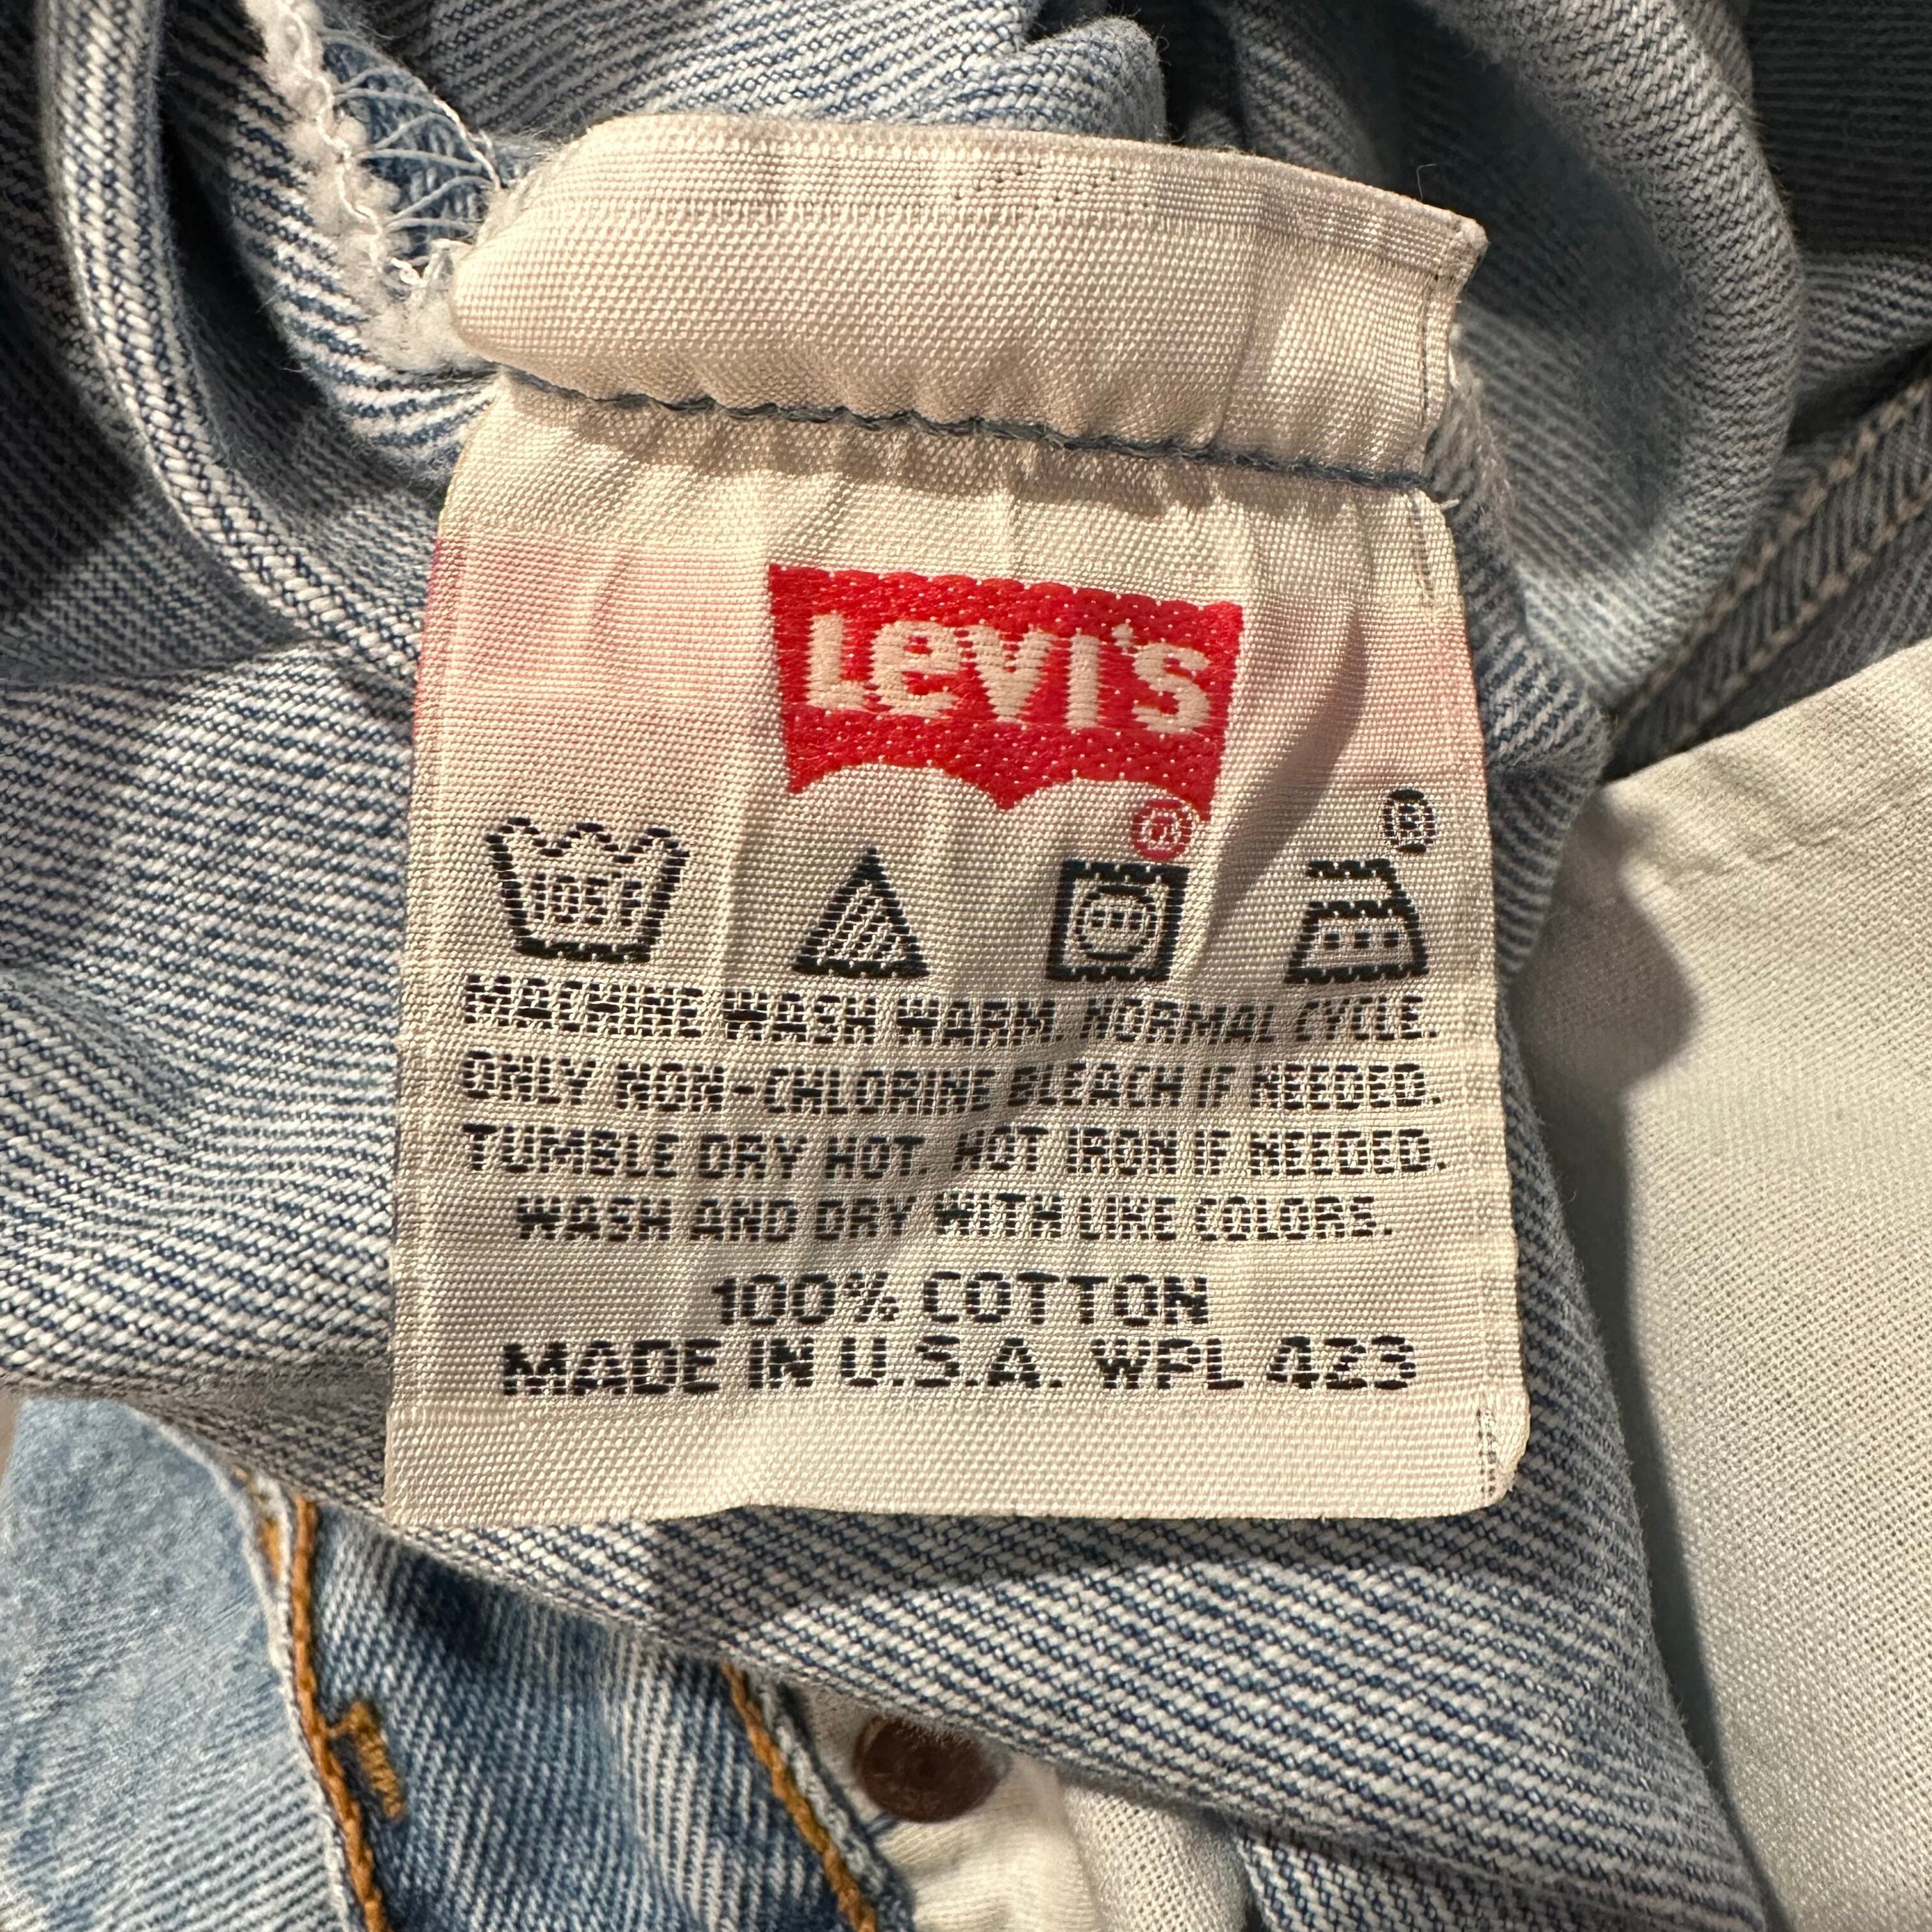 Levi's
®
®
105F
MACHINE WASH WARM. NORMAL CYCLE.
ONLY NON-CHLORINE BLEACH IF NEEDED.
TUMBLE DRY HOT. HOT IRON IF NEEDED.
WASH AND DRY WITH LIKE COLORS.
100% COTTON
MADE IN U.S.A. WPL 423